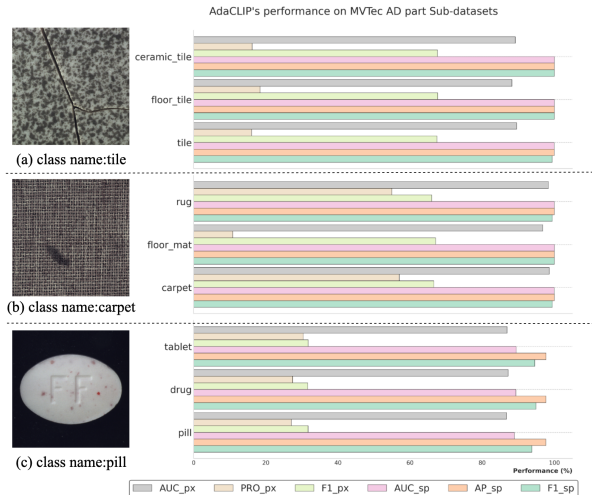 AdaCLIP's performance on MVTec AD part Sub-datasets
ceramic_tile
floor_tile
tile
(a) class name:tile
rug
floor_mat
carpet
(b) class name:carpet
tablet
drug
pill
FF
(c) class name:pill
0 20 40 60 80 100
Performance (%)
AUC_px PRO_px F1_px AUC_sp AP_sp F1_sp